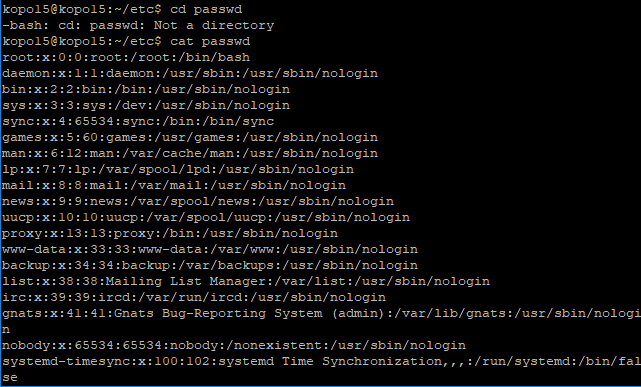 kopo15@kopo15:~/etc$ cd passwd
-bash: cd: passwd: Not a directory
kopo15@kopo15:~/etc$ cat passwd
root:x:0:0:root:/root:/bin/bash
daemon:x:1:1:daemon:/usr/sbin:/usr/sbin/nologin
bin:x:2:2:bin:/bin:/usr/sbin/nologin
sys:x:3:3:sys:/dev:/usr/sbin/nologin
sync:x:4:65534:sync:/bin:/bin/sync
games:x:5:60:games:/usr/games:/usr/sbin/nologin
man:x:6:12:man:/var/cache/man:/usr/sbin/nologin
lp:x:7:7:lp:/var/spool/lpd:/usr/sbin/nologin
mail:x:8:8:mail:/var/mail:/usr/sbin/nologin
news:x:9:9:news:/var/spool/news:/usr/sbin/nologin
uucp:x:10:10:uucp:/var/spool/uucp:/usr/sbin/nologin
proxy:x:13:13:proxy:/bin:/usr/sbin/nologin
www-data:x:33:33:www-data:/var/www:/usr/sbin/nologin
backup:x:34:34:backup:/var/backups:/usr/sbin/nologin
list:x:38:38:Mailing List Manager:/var/list:/usr/sbin/nologin
irc:x:39:39:ircd:/var/run/ircd:/usr/sbin/nologin
gnats:x:41:41:Gnats Bug-Reporting System (admin):/var/lib/gnats:/usr/sbin/nologi
n
nobody:x:65534:65534:nobody:/nonexistent:/usr/sbin/nologin
systemd-timesync:x:100:102:systemd Time Synchronization,,,:/run/systemd:/bin/fal
se